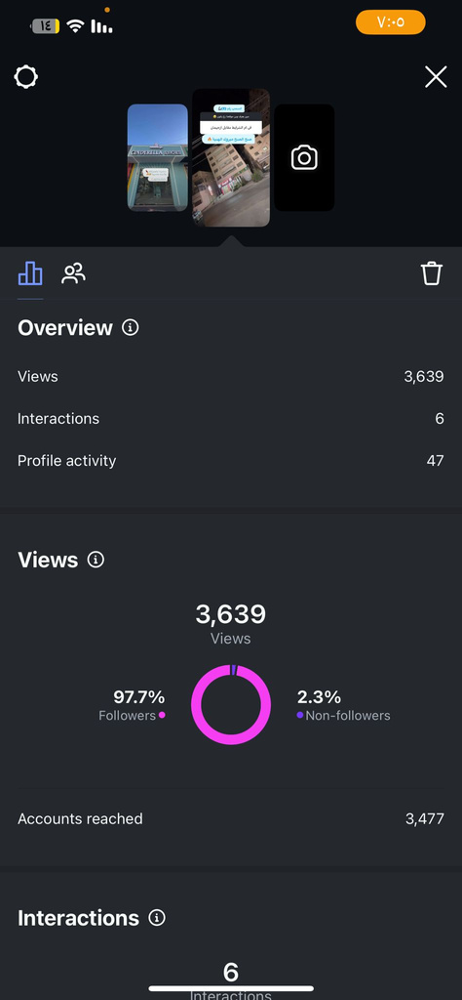 ١٤
٧:٠٥
CINDERELLA
Overview
Views
3,639
Interactions
6
Profile activity
47
Views
3,639
Views
97.7%
Followers
2.3%
Non-followers
Accounts reached
3,477
Interactions
6
Interactions